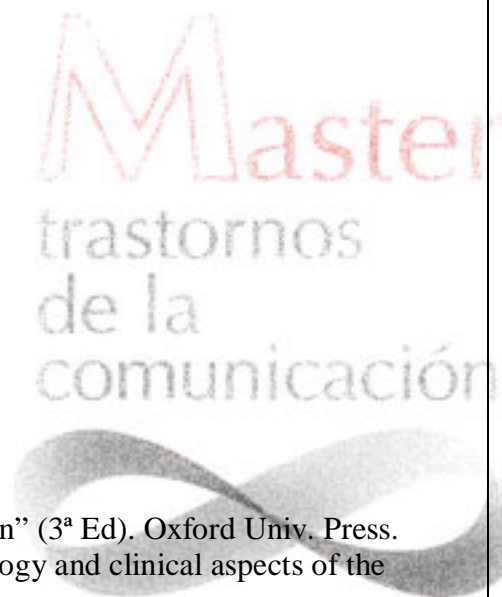 Master
trastornos
de la
comunicación
n” (3ª Ed). Oxford Univ. Press.
ogy and clinical aspects of the